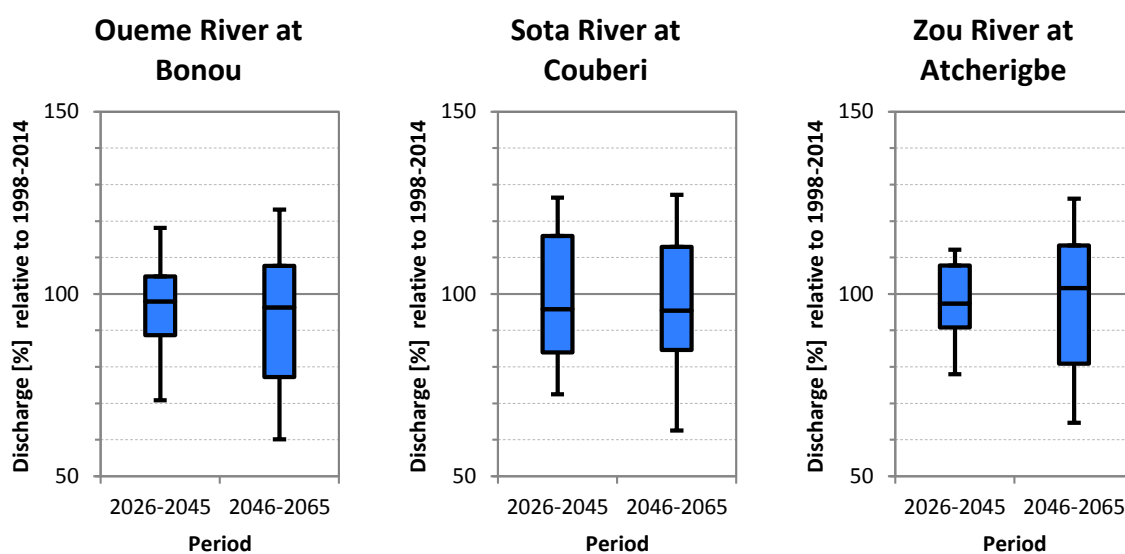 Oueme River at
Bonou
Discharge [%] relative to 1998-2014
150
100
50
2026-2045 2046-2065
Period
Sota River at
Couberi
Discharge [%] relative to 1998-2014
150
100
50
2026-2045 2046-2065
Period
Zou River at
Atcherigbe
Discharge [%] relative to 1998-2014
150
100
50
2026-2045 2046-2065
Period